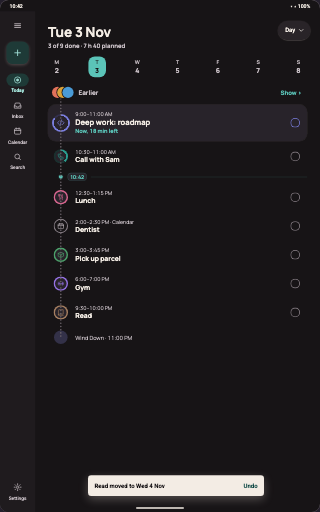 10:42
100%
Today
Inbox
Calendar
Search
Settings
Tue 3 Nov
3 of 9 done · 7 h 40 planned
Day
M T W T F S S
2 3 4 5 6 7 8
Earlier
Show ›
9:00–11:00 AM
Deep work: roadmap
Now, 18 min left
10:30–11:00 AM
Call with Sam
10:42
12:30–1:15 PM
Lunch
2:00–2:30 PM · Calendar
Dentist
3:00–3:45 PM
Pick up parcel
6:00–7:00 PM
Gym
9:30–10:00 PM
Read
Wind Down · 11:00 PM
Read moved to Wed 4 Nov
Undo